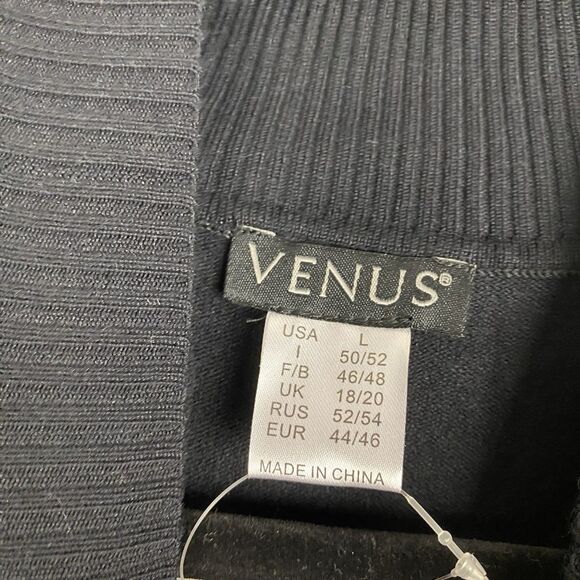 VENUS®
USA L
I 50/52
F/B 46/48
UK 18/20
RUS 52/54
EUR 44/46
MADE IN CHINA